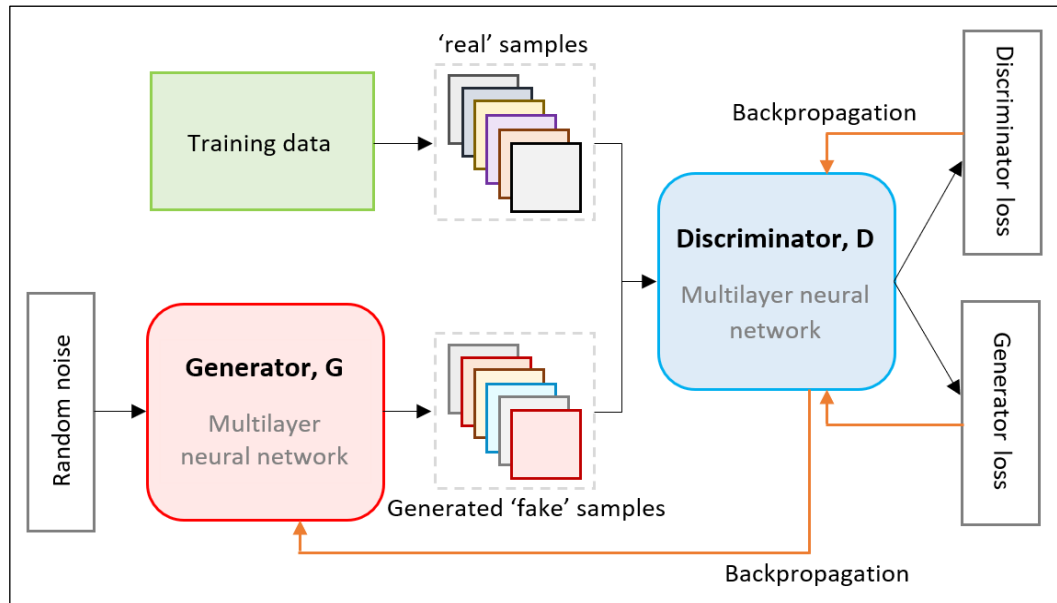 ‘real’ samples
Training data
Backpropagation
Discriminator loss
Discriminator, D
Multilayer neural
network
Random noise
Generator, G
Multilayer
neural network
Generated ‘fake’ samples
Generator loss
Backpropagation